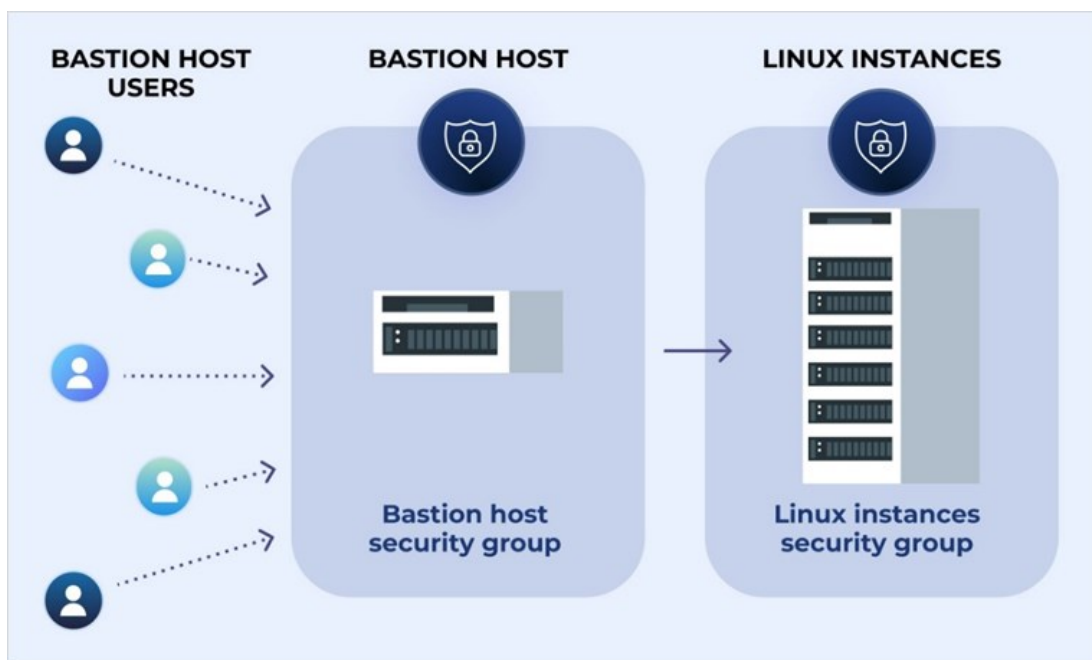 BASTION HOST
USERS
BASTION HOST
LINUX INSTANCES
Bastion host
security group
Linux instances
security group